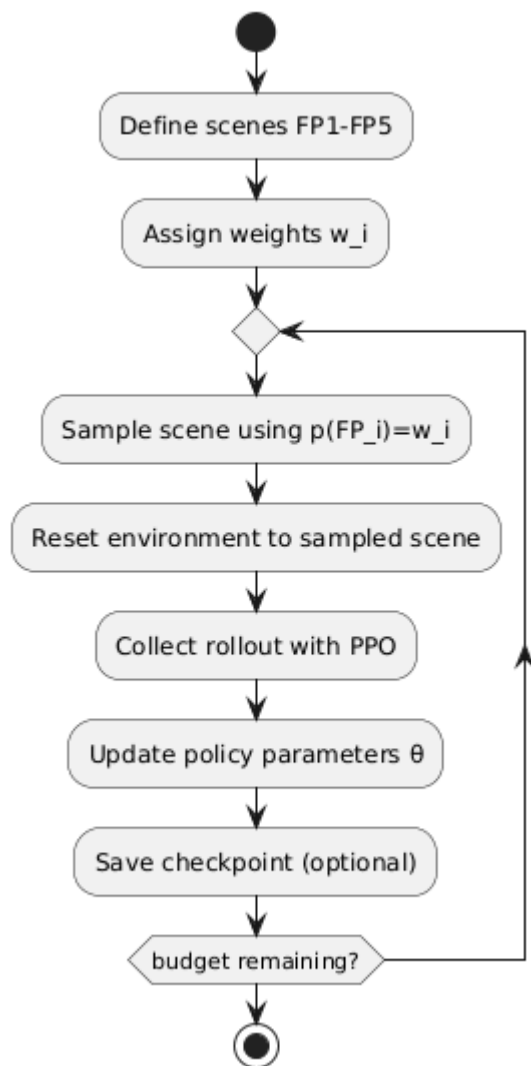 Define scenes FP1-FP5
Assign weights w_i
Sample scene using p(FP_i)=w_i
Reset environment to sampled scene
Collect rollout with PPO
Update policy parameters θ
Save checkpoint (optional)
budget remaining?